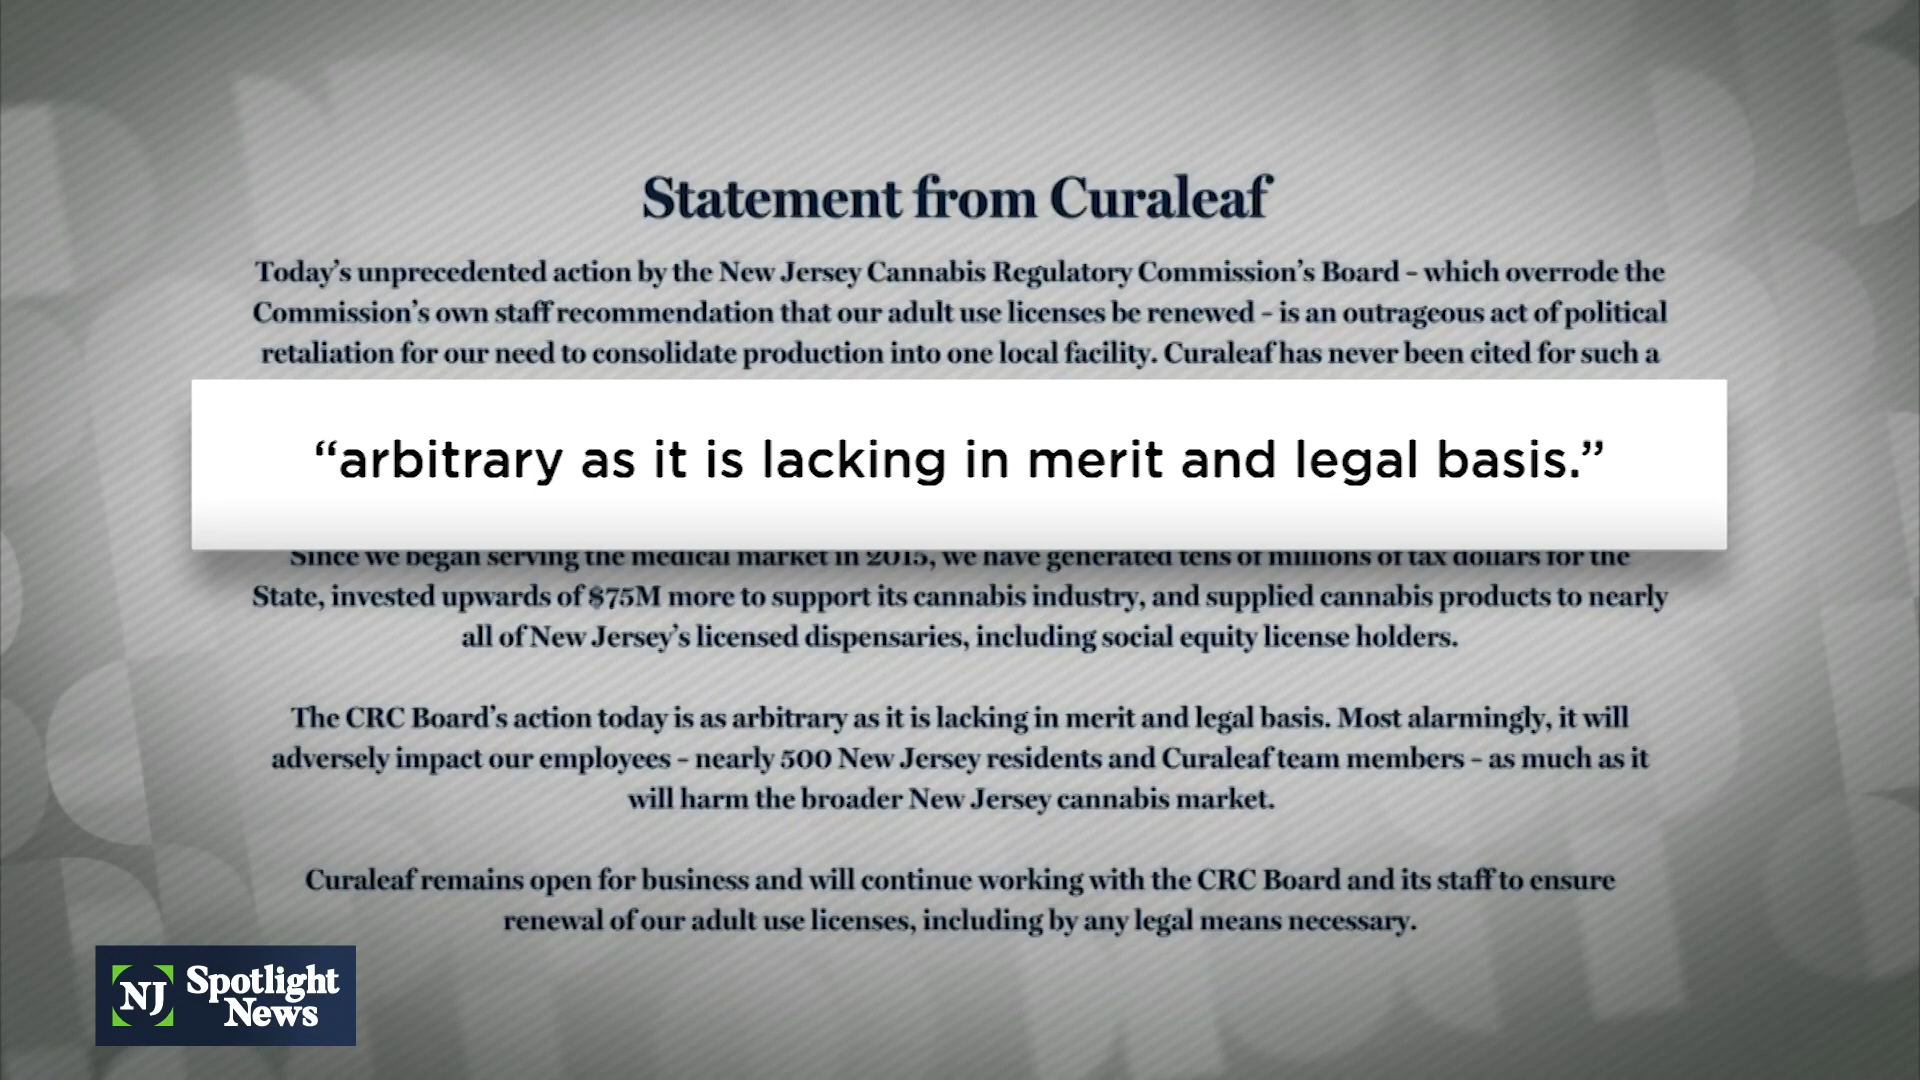 Statement from Curaleaf
Today's unprecedented action by the New Jersey Cannabis Regulatory Commission's Board – which overrode the
Commission's own staff recommendation that our adult use licenses be renewed – is an outrageous act of political
retaliation for our need to consolidate production into one local facility. Curaleaf has never been cited for such a
“arbitrary as it is lacking in merit and legal basis.”
Since we began serving the medical market in 2015, we have generated tens of millions of tax dollars for the
State, invested upwards of $75M more to support its cannabis industry, and supplied cannabis products to nearly
all of New Jersey's licensed dispensaries, including social equity license holders.
The CRC Board's action today is as arbitrary as it is lacking in merit and legal basis. Most alarmingly, it will
adversely impact our employees – nearly 500 New Jersey residents and Curaleaf team members – as much as it
will harm the broader New Jersey cannabis market.
Curaleaf remains open for business and will continue working with the CRC Board and its staff to ensure
renewal of our adult use licenses, including by any legal means necessary.
NJ Spotlight
News